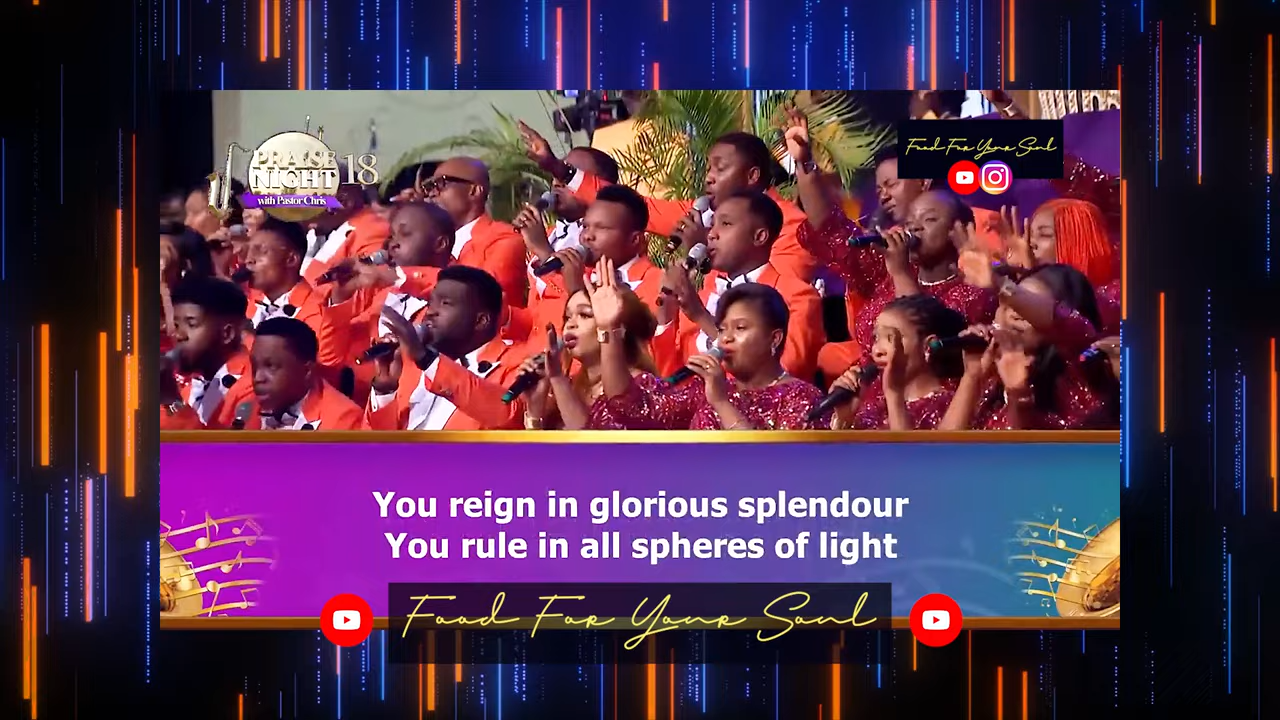 PRAISE
NIGHT 18
with Pastor Chris
Food For Your Soul
You reign in glorious splendour
You rule in all spheres of light
Food For Your Soul